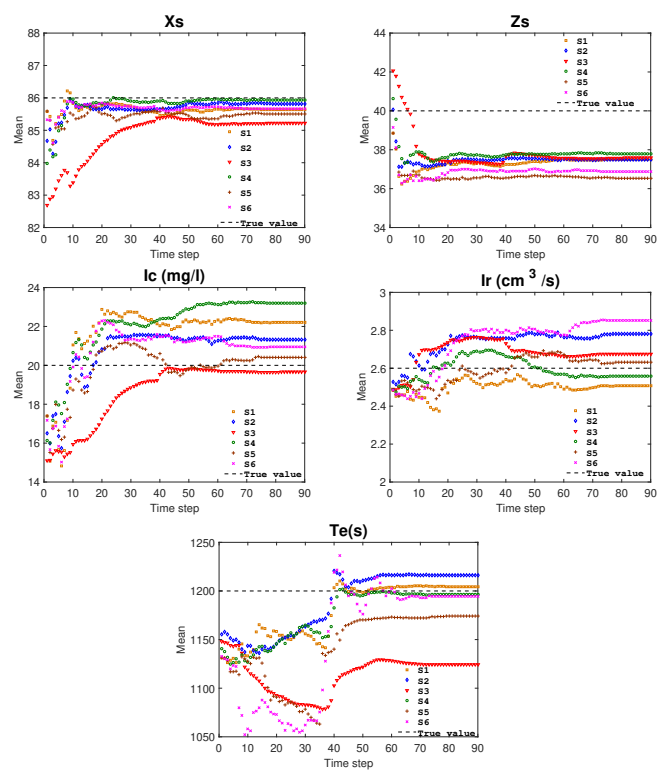 Xs
88
87
86
85
84
83
82
Mean
0 10 20 30 40 50 60 70 80 90
Time step
S1
S2
S3
S4
S5
S6
True value
Zs
44
42
40
38
36
34
Mean
0 10 20 30 40 50 60 70 80 90
Time step
S1
S2
S3
S4
S5
S6
True value
Ic (mg/l)
24
22
20
18
16
14
Mean
0 10 20 30 40 50 60 70 80 90
Time step
S1
S2
S3
S4
S5
S6
True value
Ir (cm ³ /s)
3
2.8
2.6
2.4
2.2
2
Mean
0 10 20 30 40 50 60 70 80 90
Time step
S1
S2
S3
S4
S5
S6
True value
Te(s)
1250
1200
1150
1100
1050
Mean
0 10 20 30 40 50 60 70 80 90
Time step
S1
S2
S3
S4
S5
S6
True value